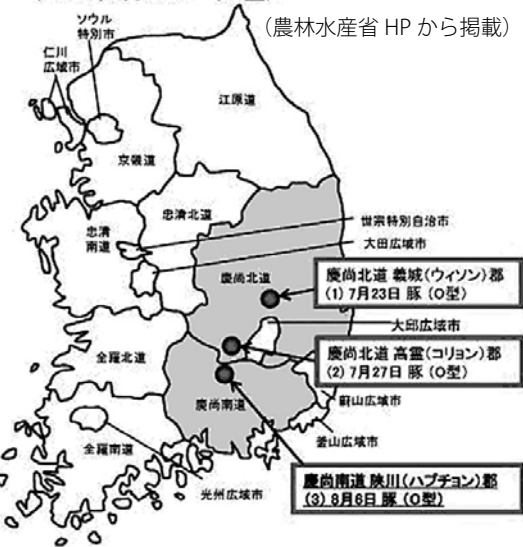 （農林水産省 HP から掲載）
ソウル
特別市
仁川
広域市
江原道
京畿道
忠清北道
忠清
南道
世宗特別自治市
大田広域市
慶尚北道
慶尚北道 義城（ウィソン）郡
(1) 7月23日 豚（O型）
大邱広域市
慶尚北道 高霊（コリョン）郡
(2) 7月27日 豚（O型）
全羅北道
慶尚南道
蔚山広域市
釜山広域市
全羅南道
光州広域市
慶尚南道 陜川（ハプチョン）郡
(3) 8月6日 豚（O型）